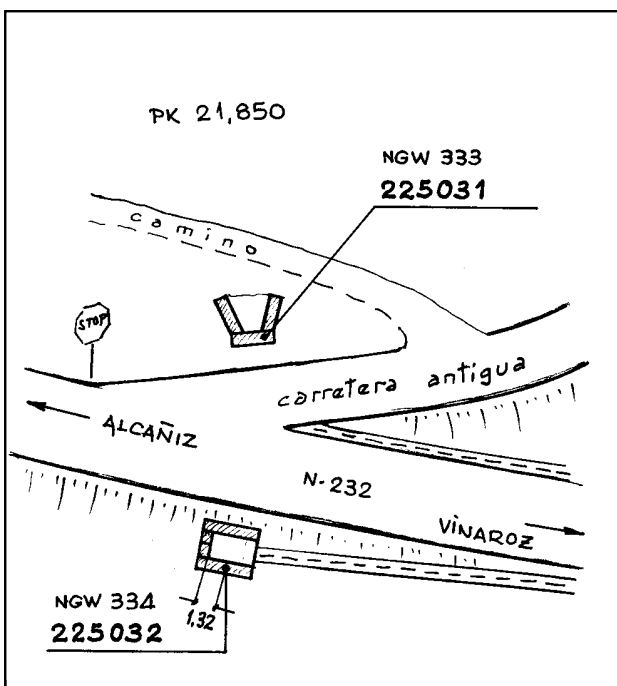 PK 21,850
NGW 333
225031
camino
STOP
carretera antigua
ALCAÑIZ
N-232
VINAROZ
NGW 334
1,32
225032